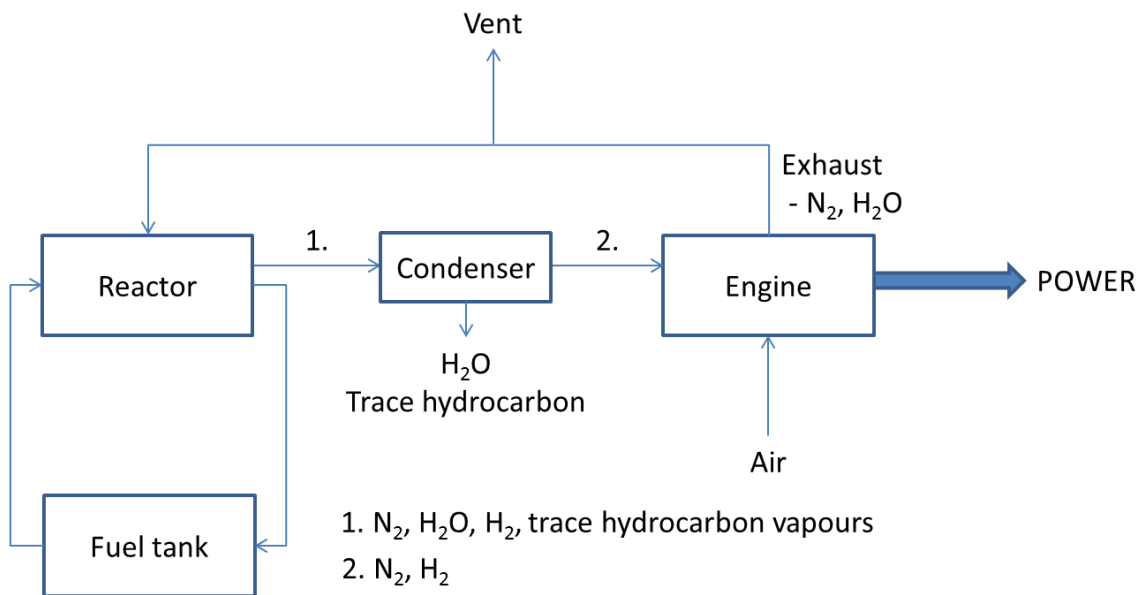 Vent
Exhaust
- N₂, H₂O
1.
2.
Reactor
Condenser
Engine
POWER
H₂O
Trace hydrocarbon
Air
Fuel tank
1. N₂, H₂O, H₂, trace hydrocarbon vapours
2. N₂, H₂